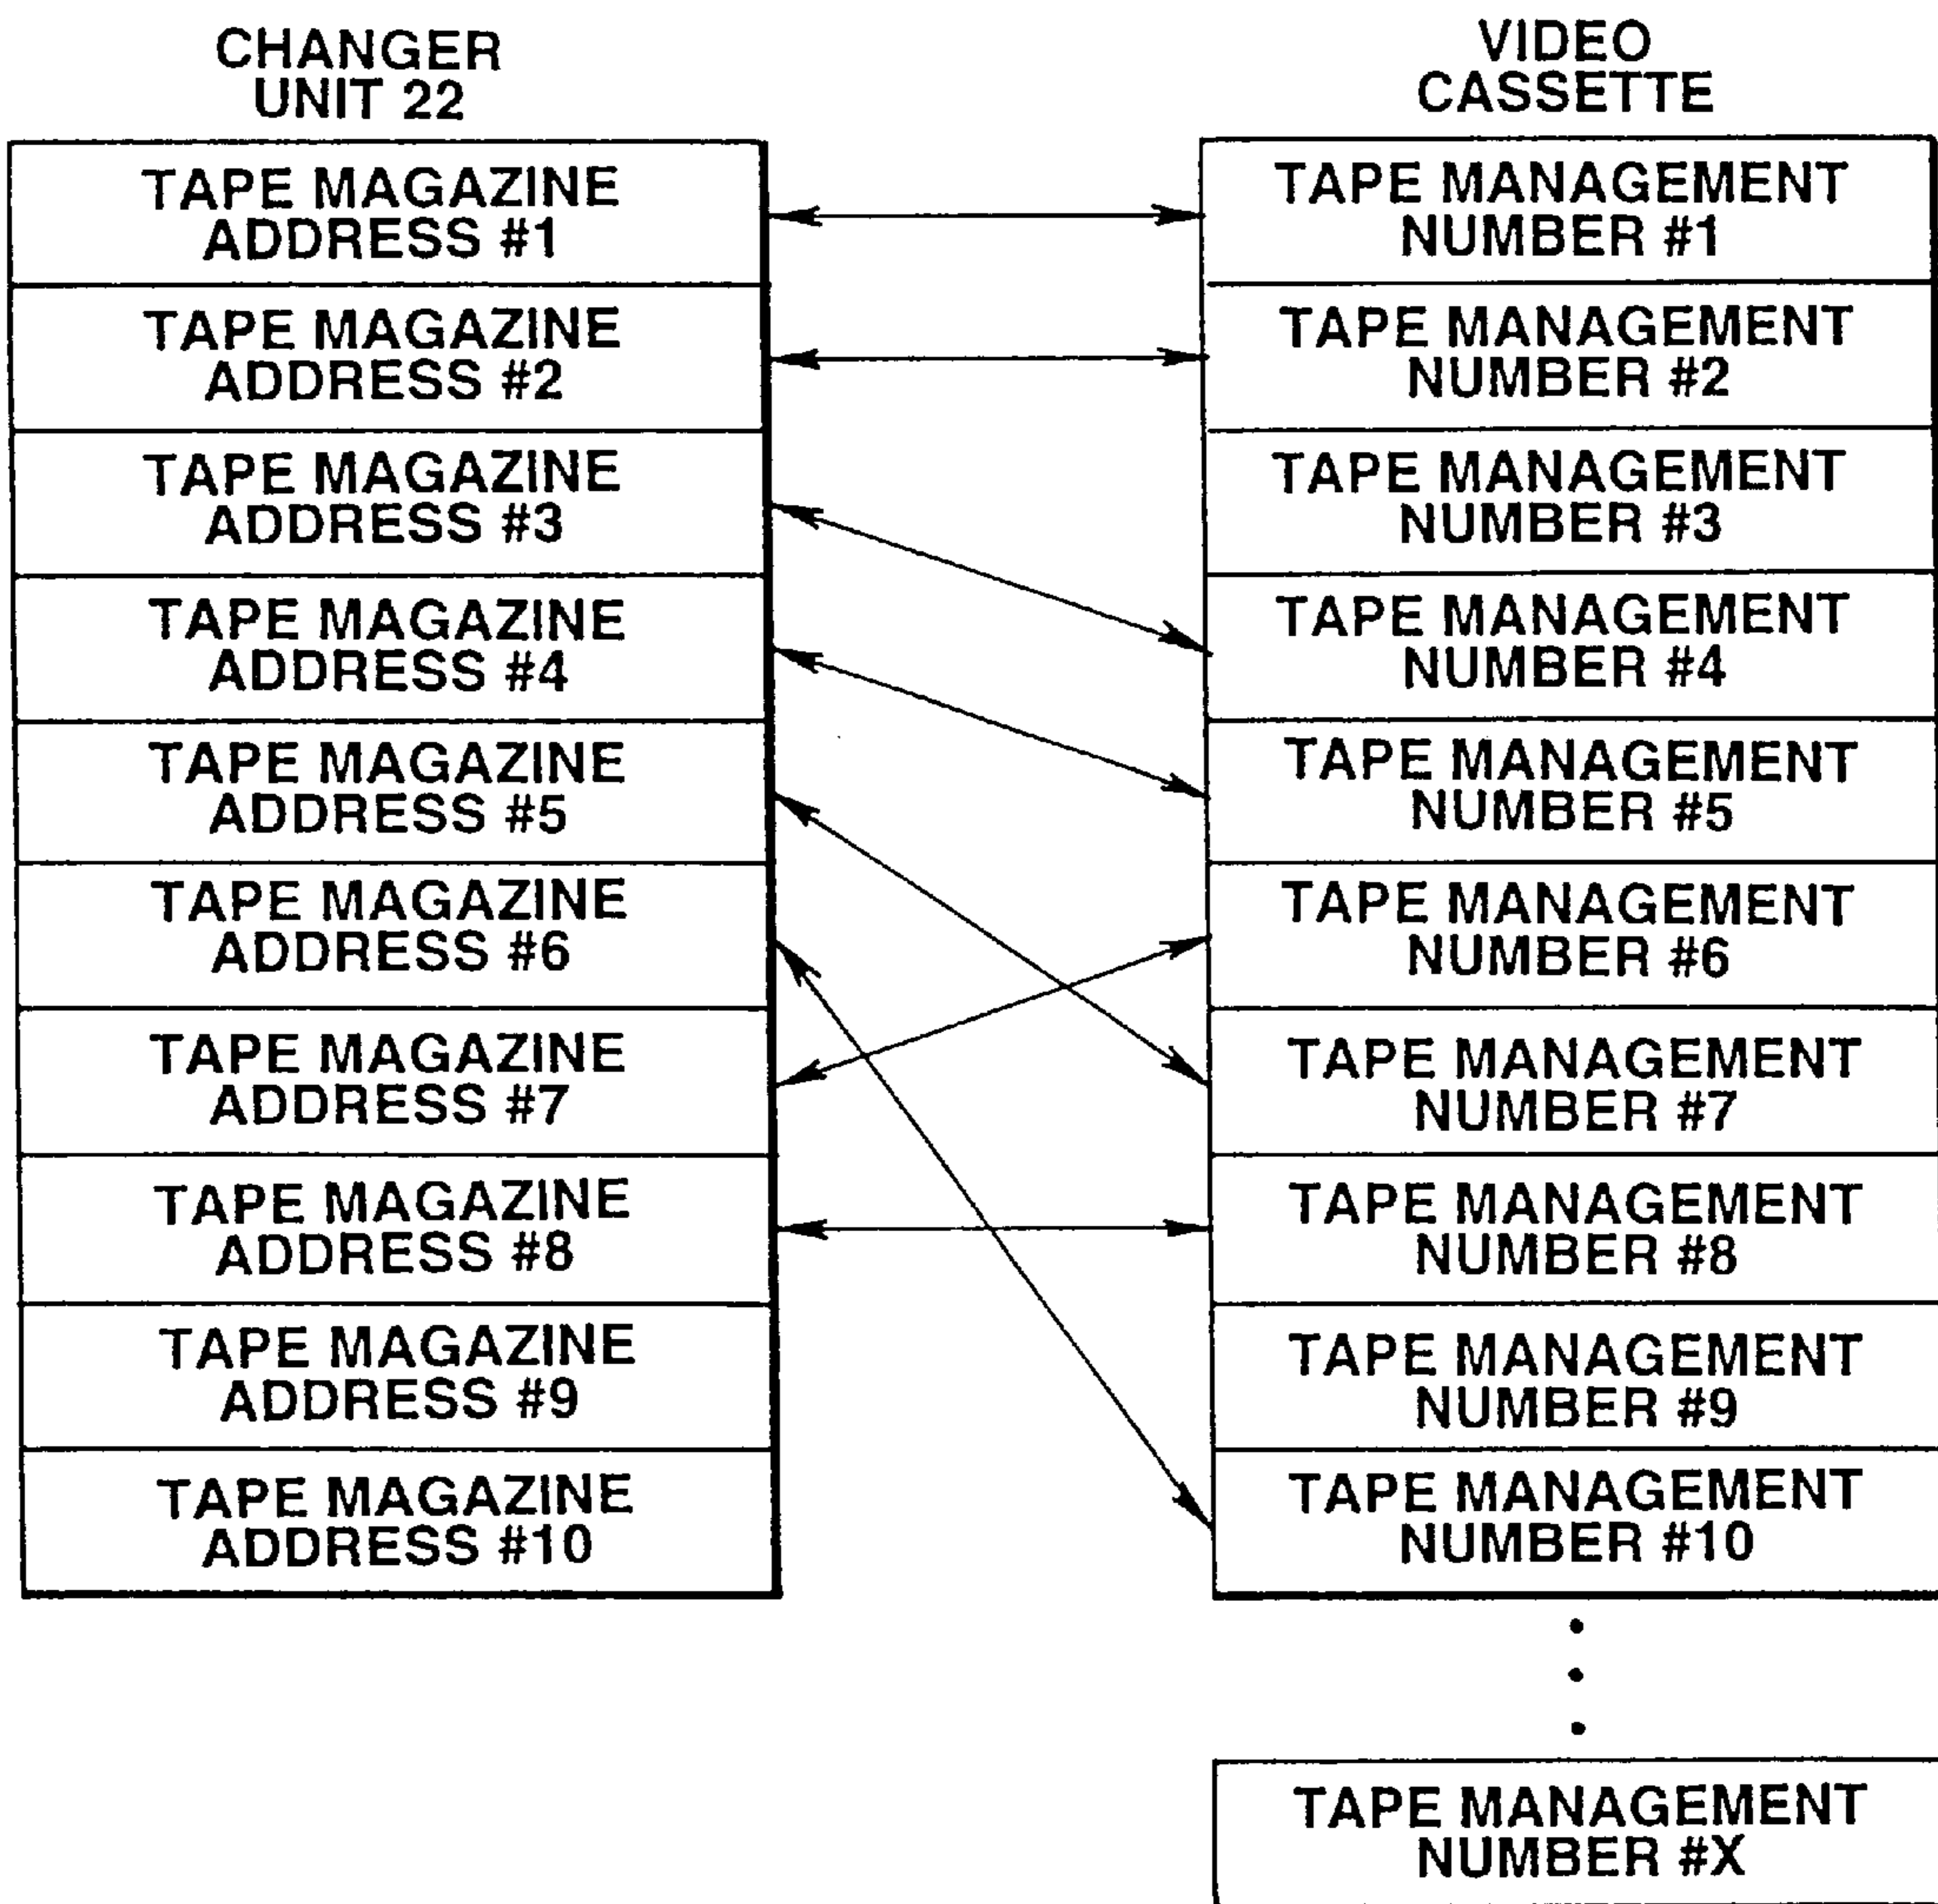 CHANGER
UNIT 22
TAPE MAGAZINE
ADDRESS #1
TAPE MAGAZINE
ADDRESS #2
TAPE MAGAZINE
ADDRESS #3
TAPE MAGAZINE
ADDRESS #4
TAPE MAGAZINE
ADDRESS #5
TAPE MAGAZINE
ADDRESS #6
TAPE MAGAZINE
ADDRESS #7
TAPE MAGAZINE
ADDRESS #8
TAPE MAGAZINE
ADDRESS #9
TAPE MAGAZINE
ADDRESS #10
VIDEO
CASSETTE
TAPE MANAGEMENT
NUMBER #1
TAPE MANAGEMENT
NUMBER #2
TAPE MANAGEMENT
NUMBER #3
TAPE MANAGEMENT
NUMBER #4
TAPE MANAGEMENT
NUMBER #5
TAPE MANAGEMENT
NUMBER #6
TAPE MANAGEMENT
NUMBER #7
TAPE MANAGEMENT
NUMBER #8
TAPE MANAGEMENT
NUMBER #9
TAPE MANAGEMENT
NUMBER #10
TAPE MANAGEMENT
NUMBER #X